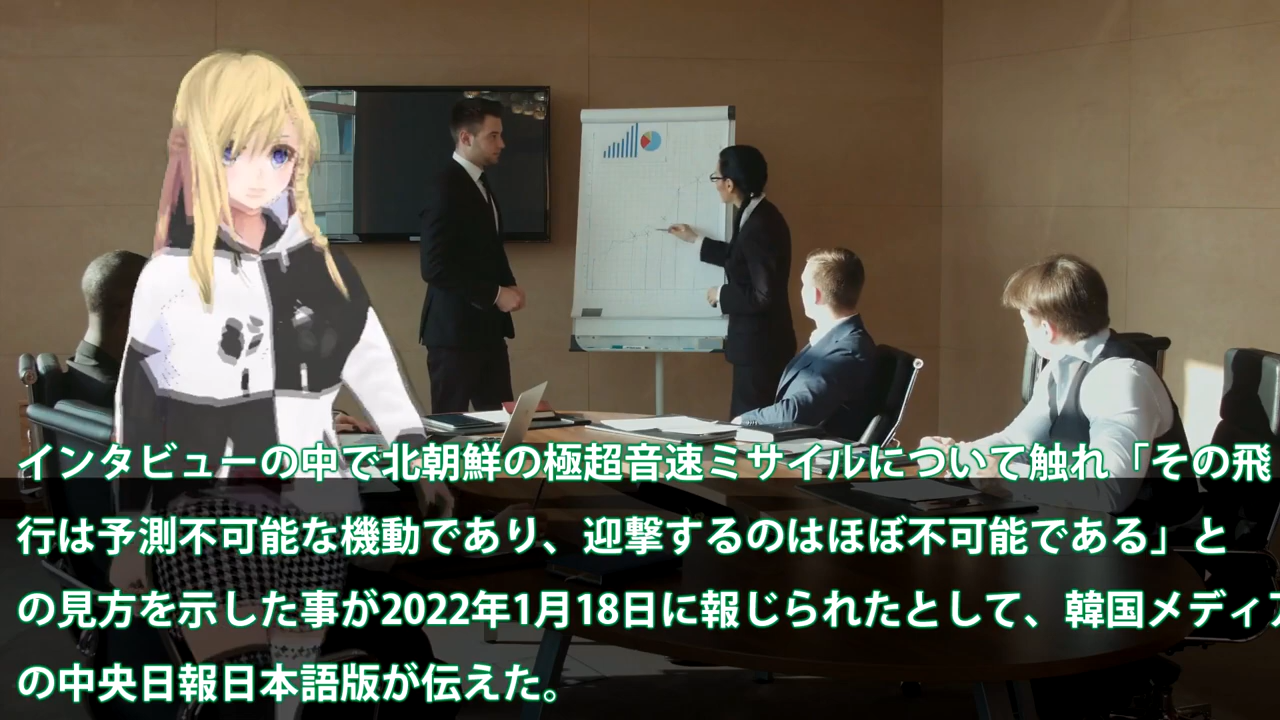 インタビューの中で北朝鮮の極超音速ミサイルについて触れ「その飛
行は予測不可能な機動であり、迎撃するのはほぼ不可能である」と
の見方を示した事が2022年1月18日に報じられたとして、韓国メディア
の中央日報日本語版が伝えた。